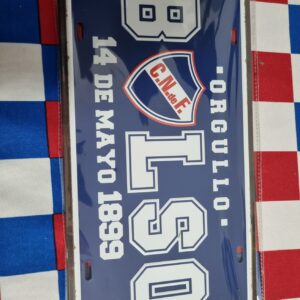 ·ORGULLO·
B LSO
C.N. de F.
14 DE MAYO 1899